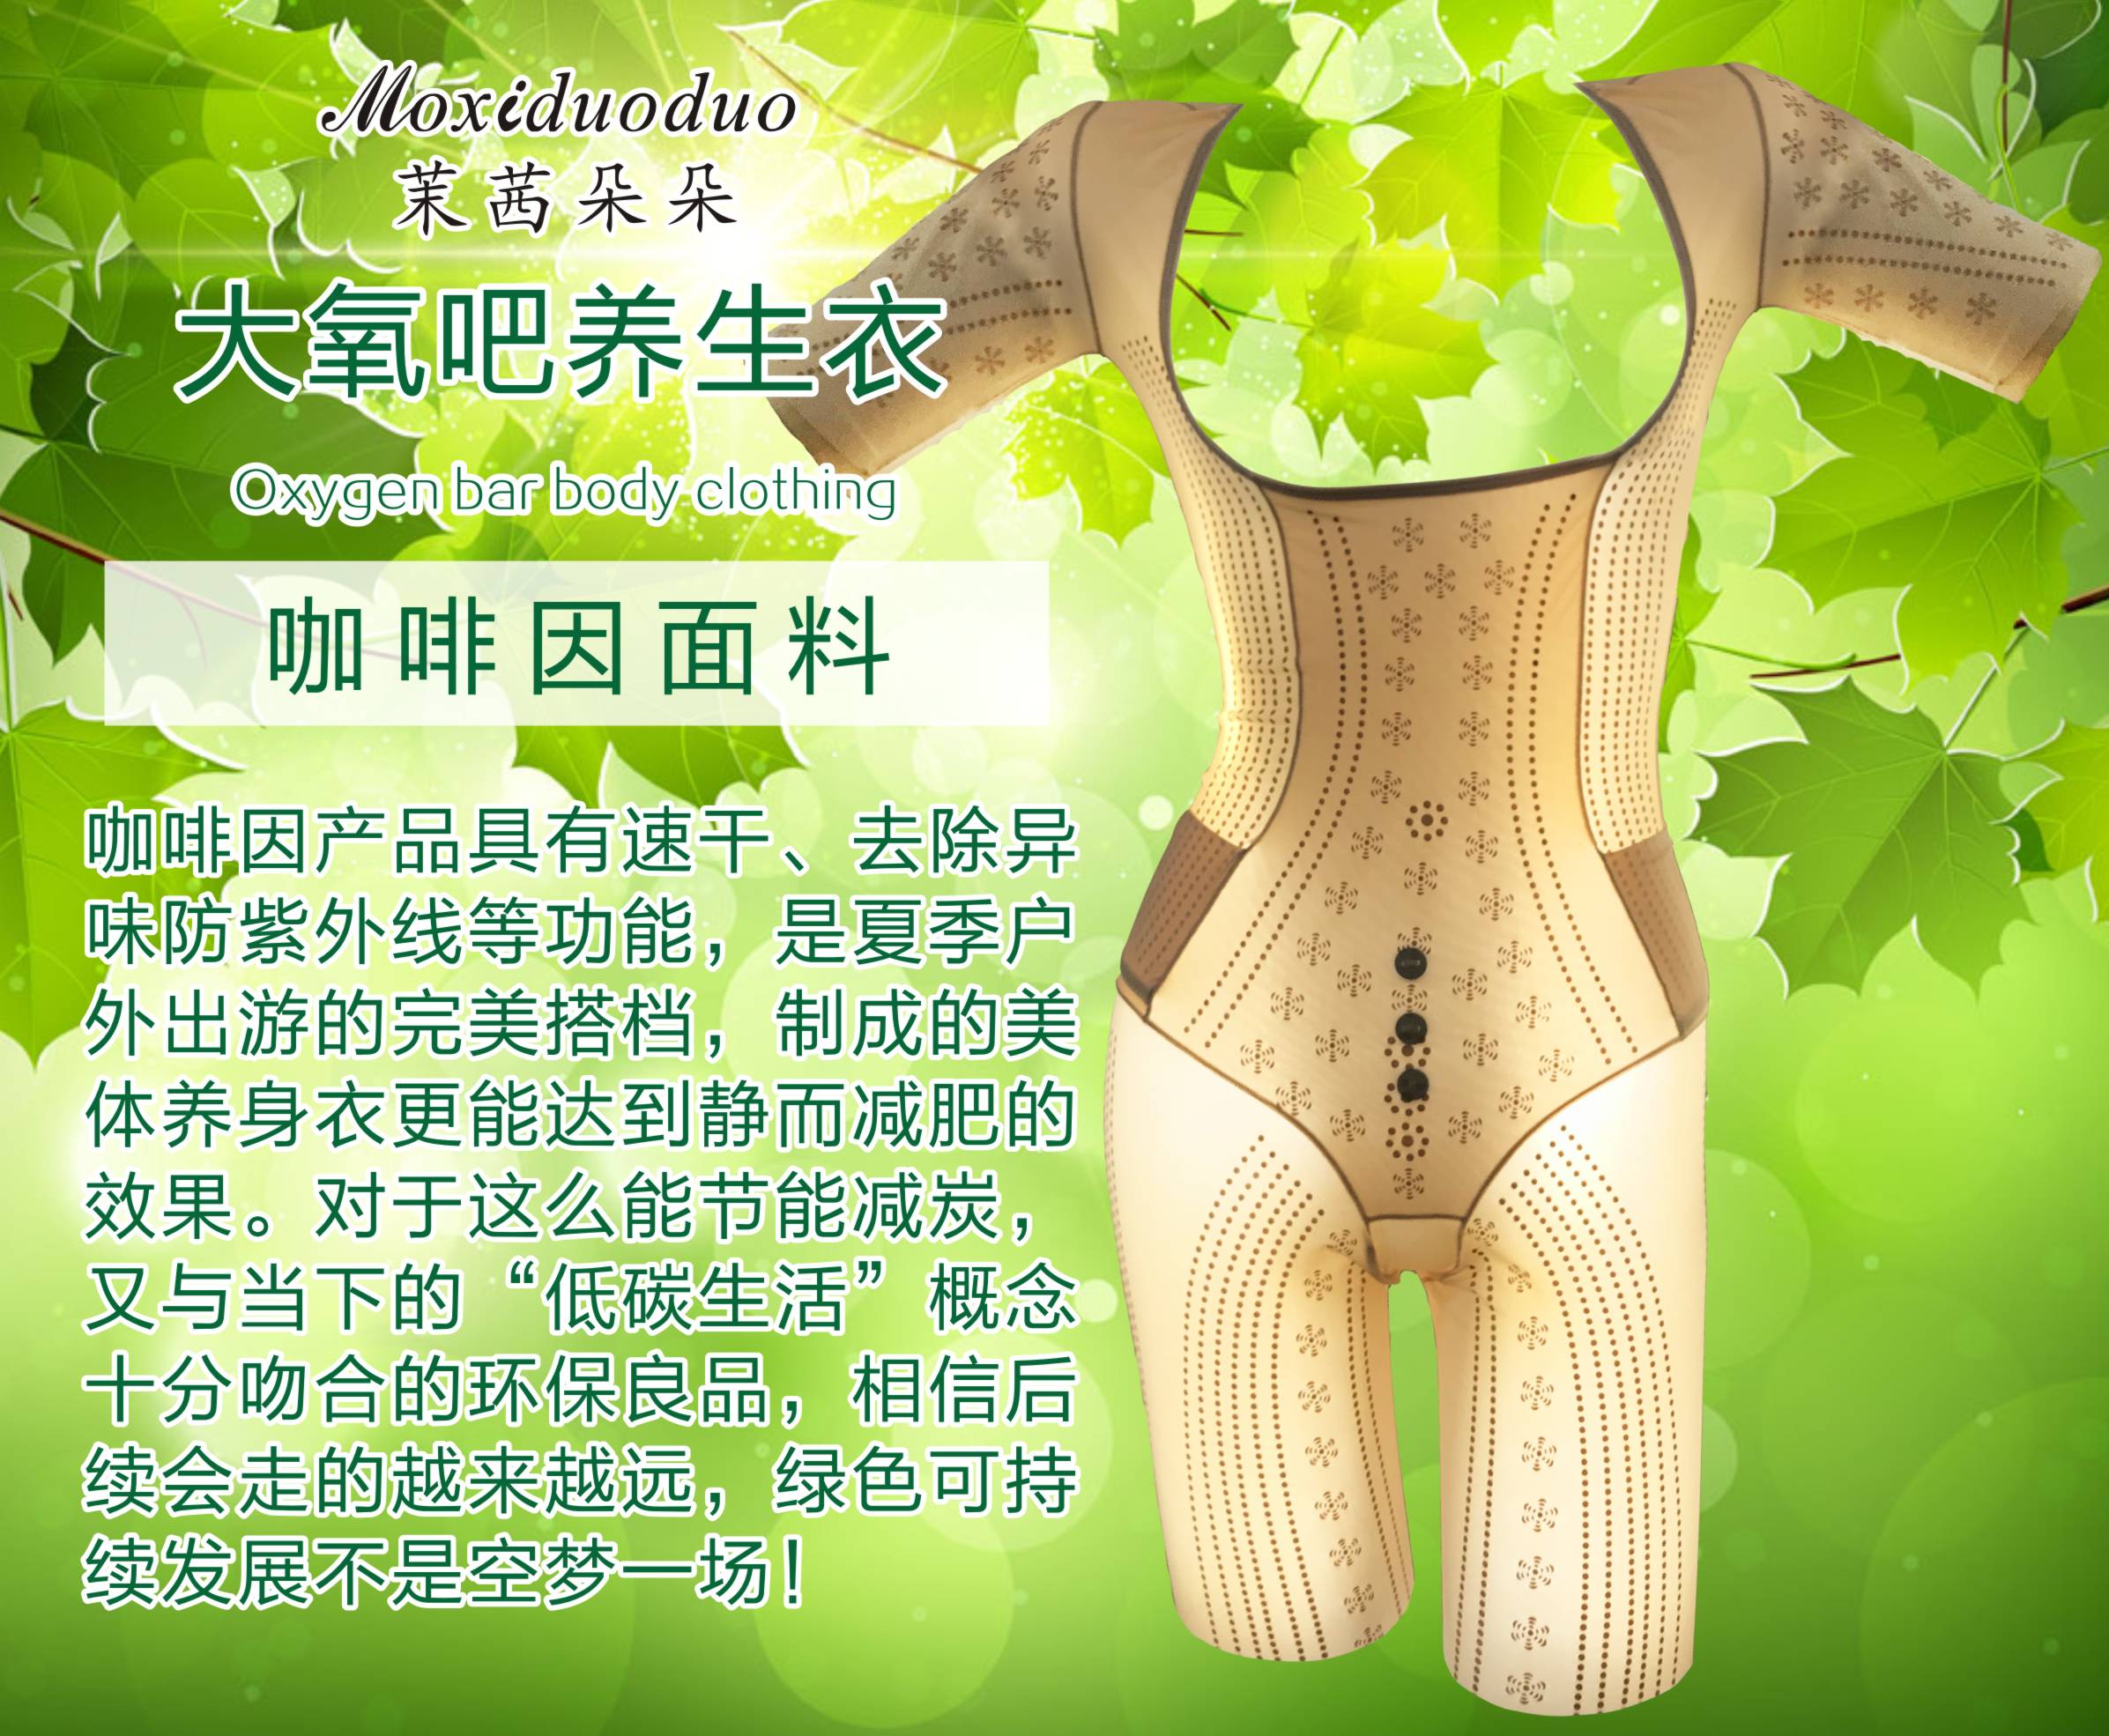 Moxiduoduo
茉茜朵朵
大氧吧养生衣
Oxygen bar body clothing
咖啡因面料
咖啡因产品具有速干、去除异
味防紫外线等功能，是夏季户
外出游的完美搭档，制成的美
体养身衣更能达到静而减肥的
效果。对于这么能节能减炭，
又与当下的“低碳生活”概念
十分吻合的环保良品，相信后
续会走的越来越远，绿色可持
续发展不是空梦一场！